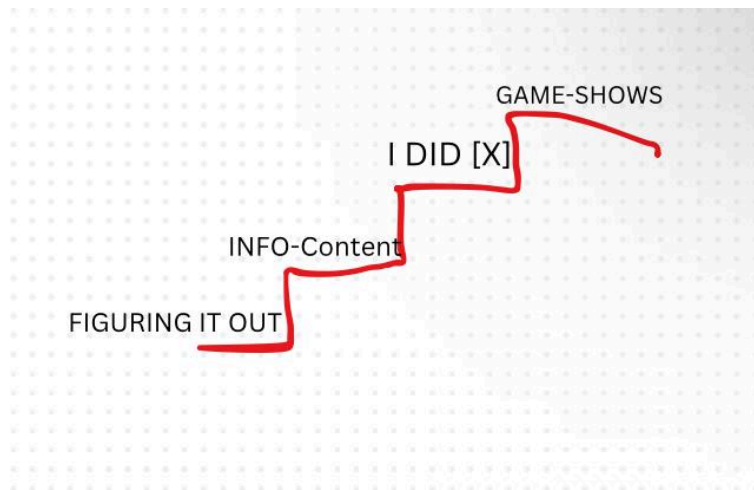 GAME-SHOWS
I DID [X]
INFO-Content
FIGURING IT OUT